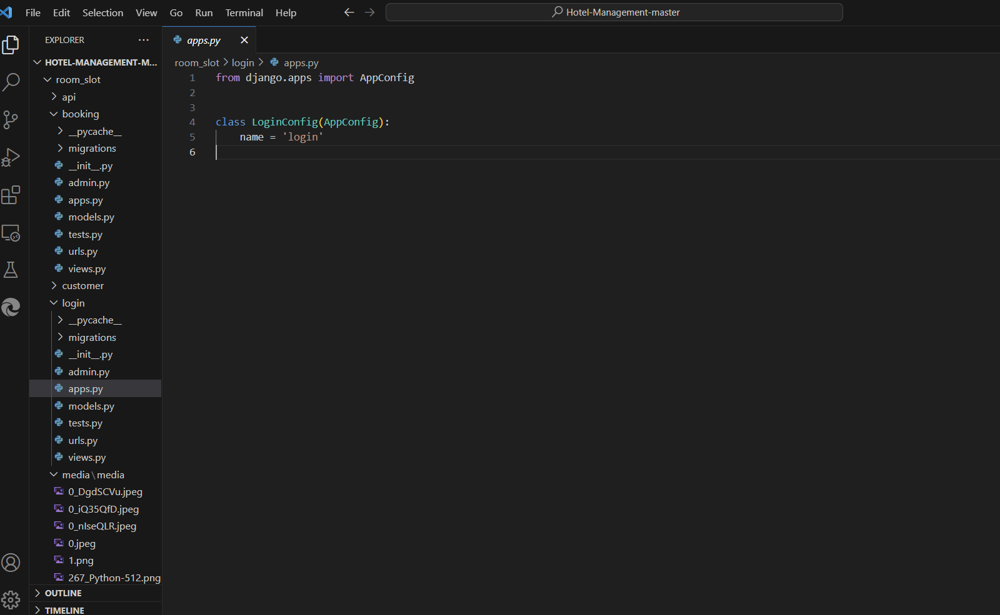 File Edit Selection View Go Run Terminal Help
Hotel-Management-master
EXPLORER ...
HOTEL-MANAGEMENT-M...
room_slot
api
booking
__pycache__
migrations
__init__.py
admin.py
apps.py
models.py
tests.py
urls.py
views.py
customer
login
__pycache__
migrations
__init__.py
admin.py
apps.py
models.py
tests.py
urls.py
views.py
media\media
0_DgdSCVu.jpeg
0_iQ35QfD.jpeg
0_nIseQLR.jpeg
0.jpeg
1.png
267_Python-512.png
OUTLINE
TIMELINE
apps.py
room_slot > login > apps.py
1 from django.apps import AppConfig
2
3
4 class LoginConfig(AppConfig):
5 name = 'login'
6